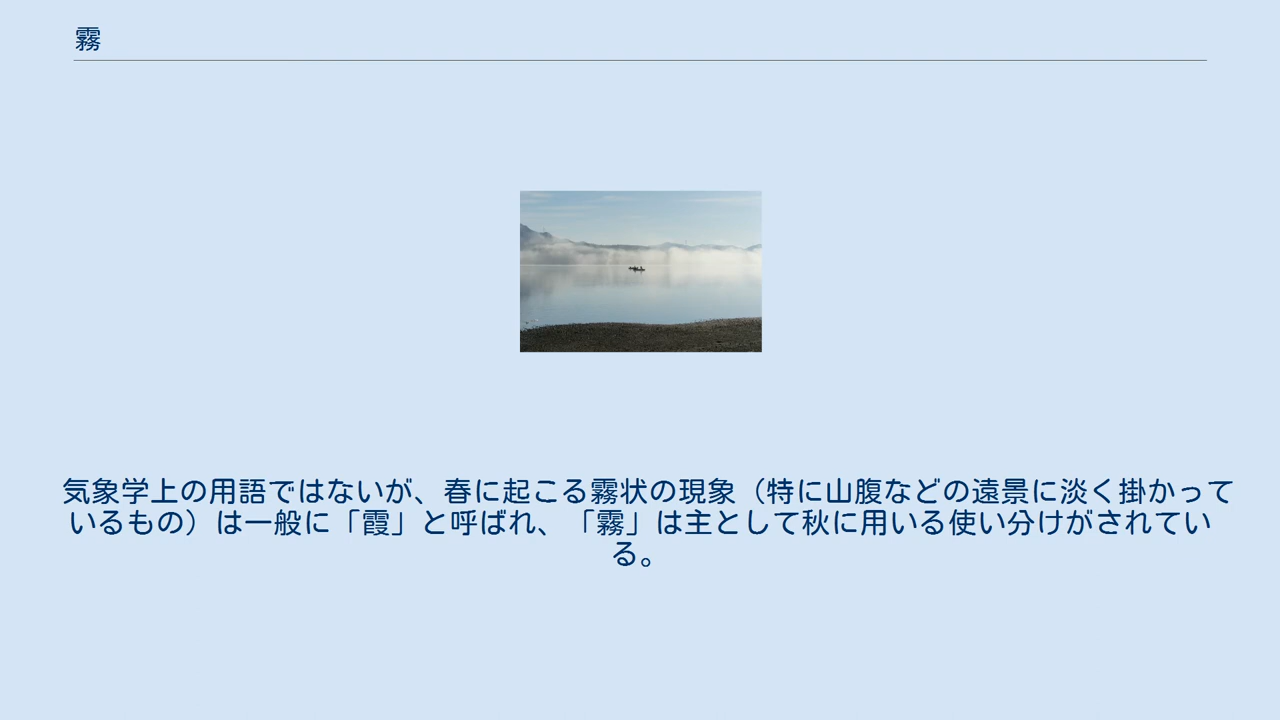 霧
気象学上の用語ではないが、春に起こる霧状の現象（特に山腹などの遠景に淡く掛かって
いるもの）は一般に「霞」と呼ばれ、「霧」は主として秋に用いる使い分けがされてい
る。